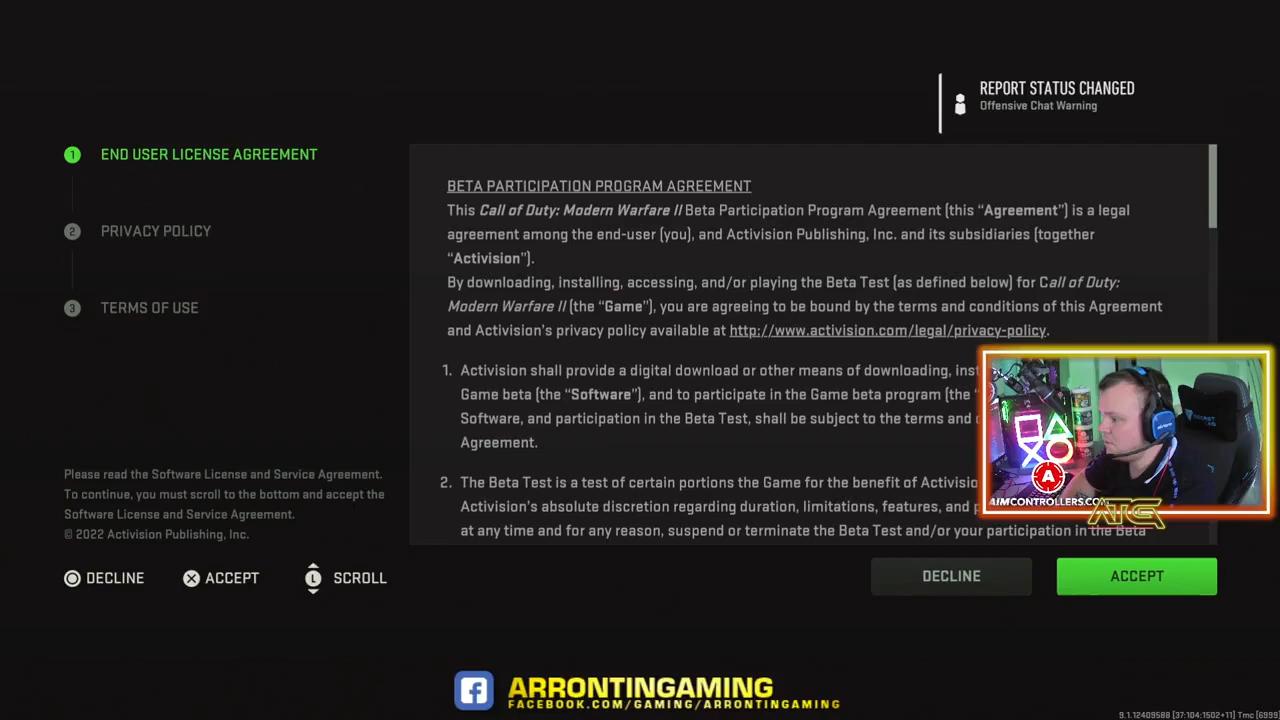 REPORT STATUS CHANGED
Offensive Chat Warning
1 END USER LICENSE AGREEMENT
2 PRIVACY POLICY
3 TERMS OF USE
Please read the Software License and Service Agreement.
To continue, you must scroll to the bottom and accept the
Software License and Service Agreement.
© 2022 Activision Publishing, Inc.
BETA PARTICIPATION PROGRAM AGREEMENT
This Call of Duty: Modern Warfare II Beta Participation Program Agreement (this “Agreement”) is a legal
agreement among the end-user (you), and Activision Publishing, Inc. and its subsidiaries (together
“Activision”).
By downloading, installing, accessing, and/or playing the Beta Test (as defined below) for Call of Duty:
Modern Warfare II (the “Game”), you are agreeing to be bound by the terms and conditions of this Agreement
and Activision's privacy policy available at http://www.activision.com/legal/privacy-policy.
1. Activision shall provide a digital download or other means of downloading, inst
Game beta (the “Software”), and to participate in the Game beta program (the “
Software, and participation in the Beta Test, shall be subject to the terms and c
Agreement.
2. The Beta Test is a test of certain portions the Game for the benefit of Activisio
Activision's absolute discretion regarding duration, limitations, features, and p
at any time and for any reason, suspend or terminate the Beta Test and/or your participation in the Beta
AIMCONTROLLERS.CO
ATG
DECLINE
ACCEPT
L SCROLL
DECLINE
ACCEPT
ARRONTINGAMING
FACEBOOK.COM/GAMING/ARRONTINGAMING
9.1.12409588 [37:104:1502+11] Tmc [6999]